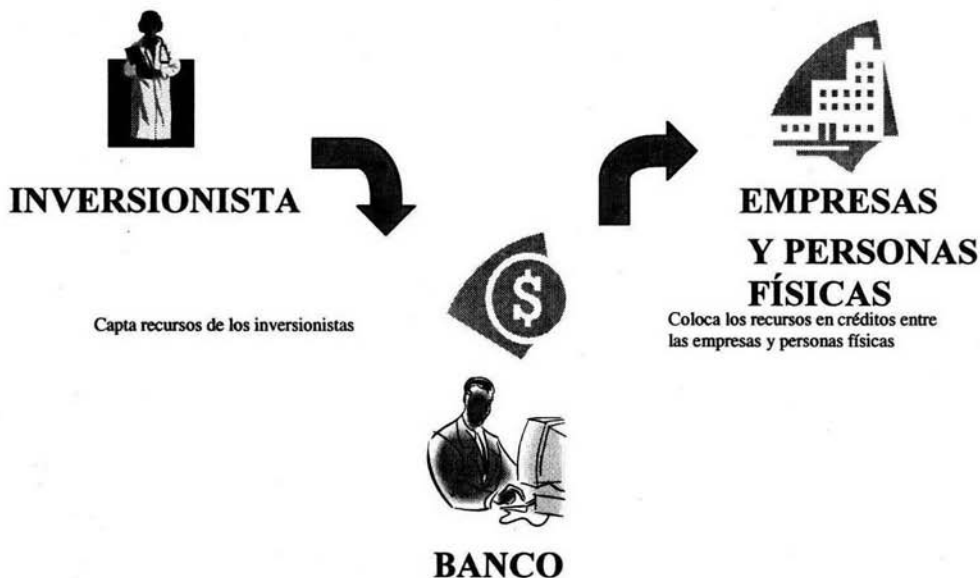 INVERSIONISTA
Capta recursos de los inversionistas
$
BANCO
EMPRESAS
Y PERSONAS
FÍSICAS
Coloca los recursos en créditos entre
las empresas y personas físicas